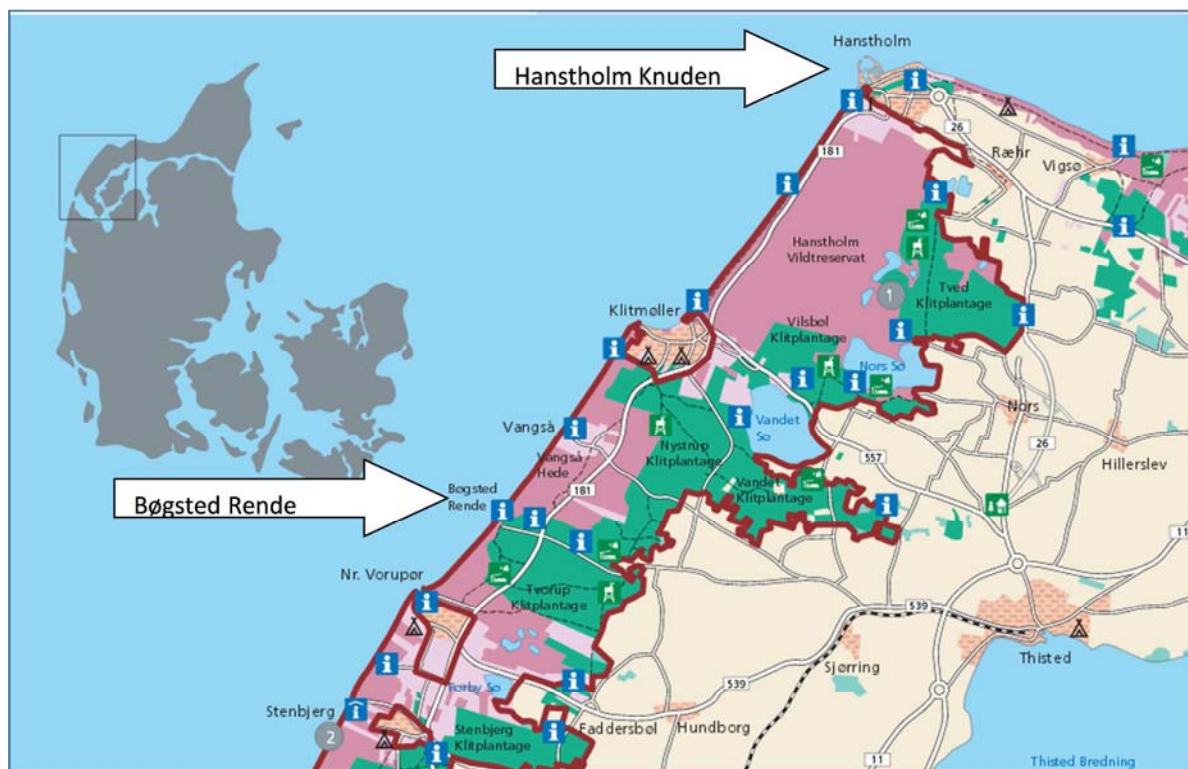 Hanstholm
Hanstholm Knuden
26
181
Ræhr
Vigsø
Hanstholm
Vildtreservat
1
Tved
Klitplantage
Klitmøller
Vilsbøl
Klitplantage
Nors Sø
Vandet
Sø
Nors
Vangså
Nystrup
Klitplantage
557
26
Hillerslev
Vangså
Hede
Bøgsted Rende
Bøgsted
Rende
181
Vandet
Klitplantage
11
Nr. Vorupør
Tvorup
Klitplantage
539
539
Sjørring
Thisted
Førby Sø
Stenbjerg
2
Stenbjerg
Klitplantage
Faddersbøl
Hundborg
11
Thisted Bredning